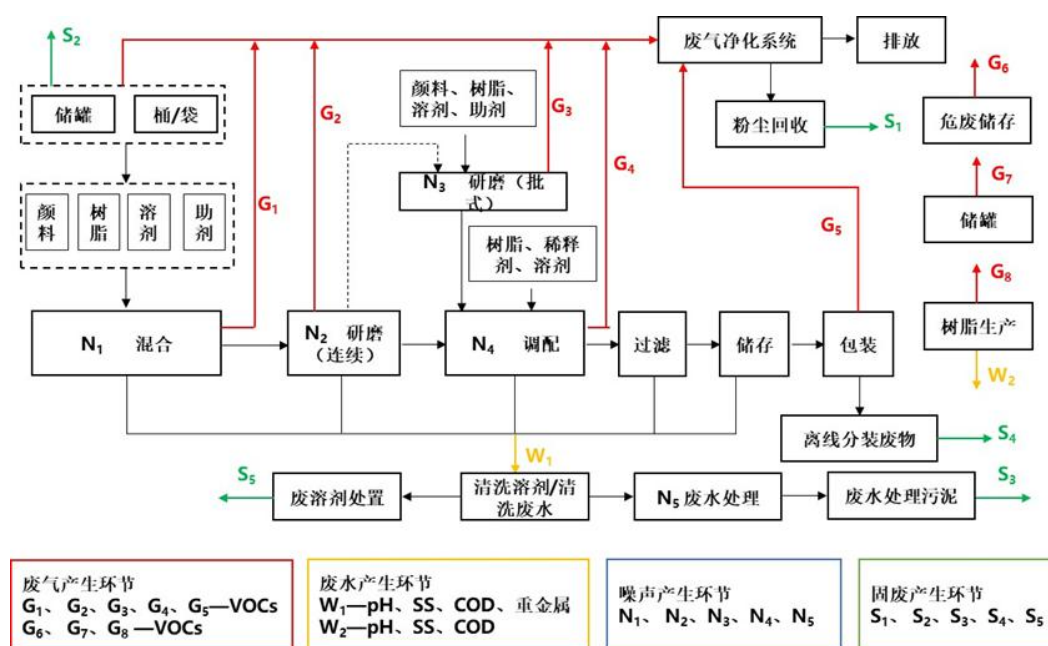 S₂
废气净化系统
排放
G₆
储罐
桶/袋
G₂
颜料、树脂、
溶剂、助剂
G₃
粉尘回收
S₁
危废储存
G₄
G₇
N₃ 研磨（批
式）
颜
料
树
脂
溶
剂
助
剂
G₁
储罐
G₅
树脂、稀释
剂、溶剂
G₈
N₁ 混合
N₂ 研磨
（连续）
N₄ 调配
过滤
储存
包装
树脂生产
W₂
离线分装废物
S₄
W₁
S₅
废溶剂处置
清洗溶剂/清
洗废水
N₅废水处理
废水处理污泥
S₃
废气产生环节
G₁、G₂、G₃、G₄、G₅—VOCs
G₆、G₇、G₈ —VOCs
废水产生环节
W₁—pH、SS、COD、重金属
W₂—pH、SS、COD
噪声产生环节
N₁、N₂、N₃、N₄、N₅
固废产生环节
S₁、S₂、S₃、S₄、S₅